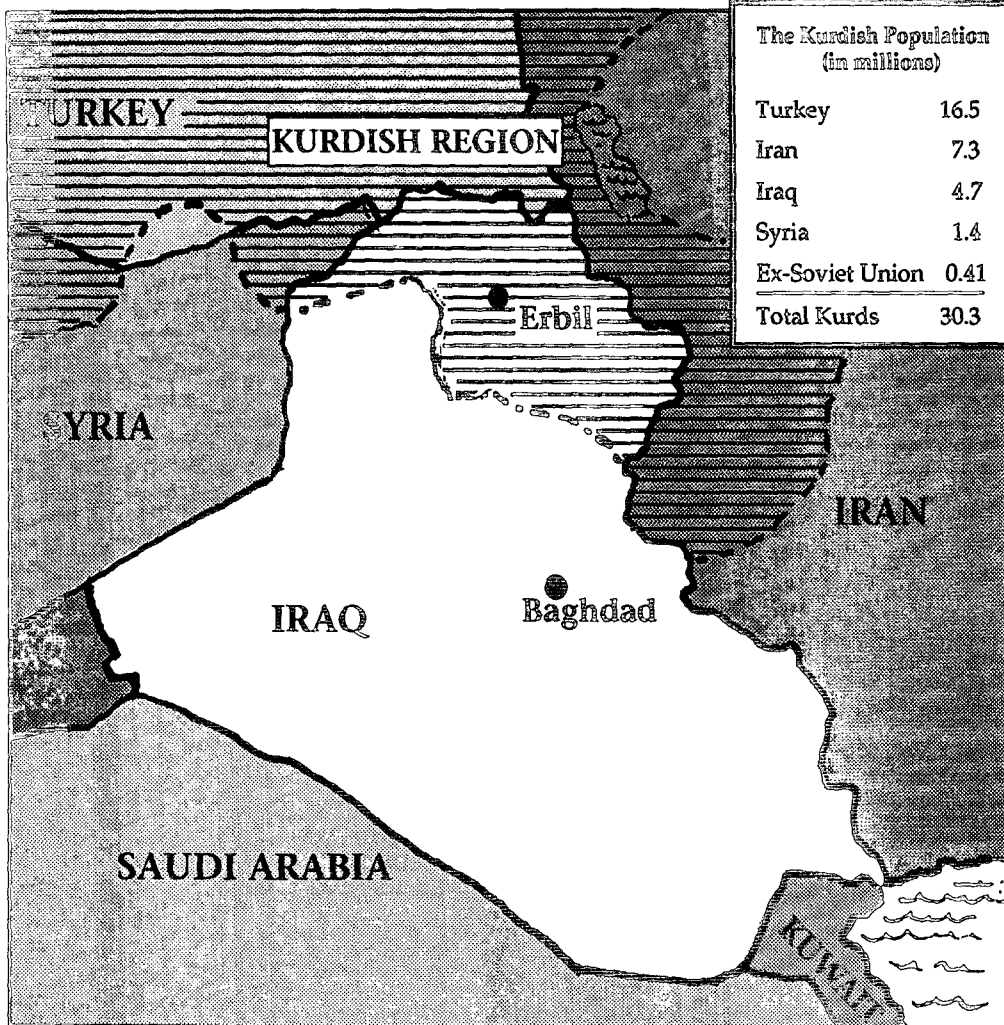 The Kurdish Population
(in millions)
Turkey 16.5
Iran 7.3
Iraq 4.7
Syria 1.4
Ex-Soviet Union 0.41
Total Kurds 30.3
TURKEY
KURDISH REGION
Erbil
SYRIA
IRAN
IRAQ
Baghdad
SAUDI ARABIA
KUWAIT